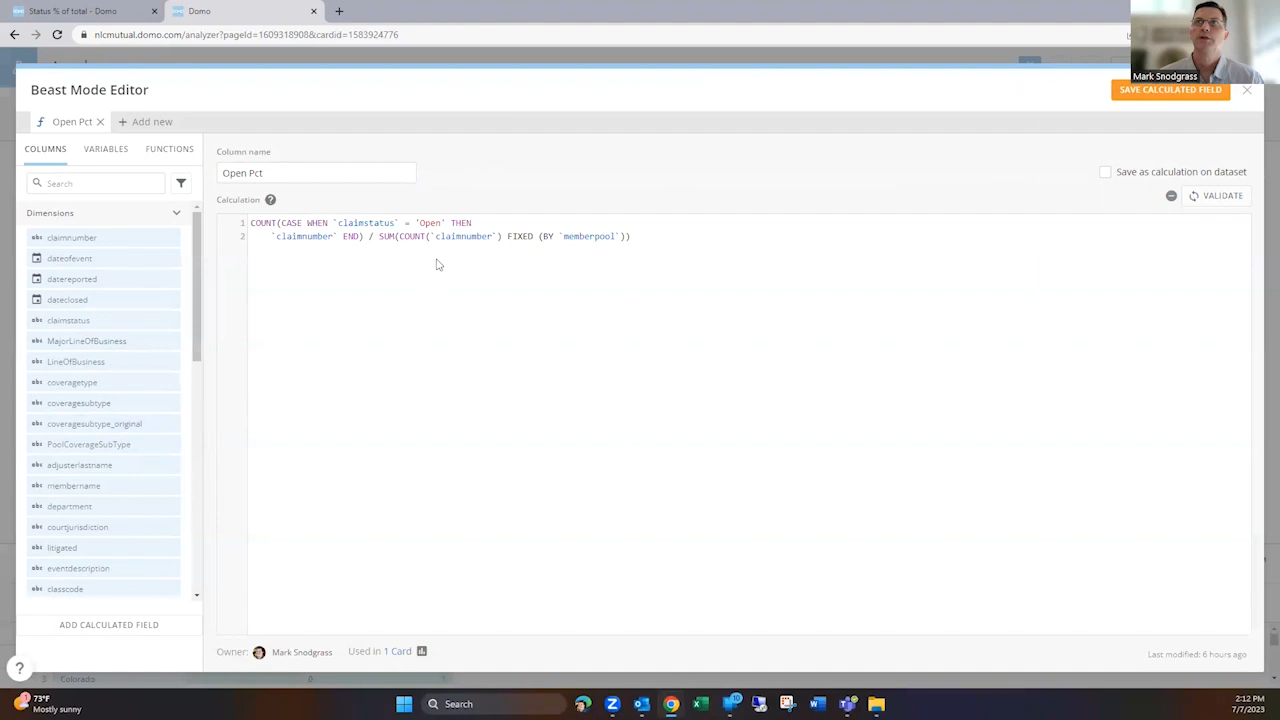 Status % of total - Domo
Domo
nlcmutual.domo.com/analyzer?pageId=1609318908&cardid=1583924776
Mark Snodgrass
Beast Mode Editor
SAVE CALCULATED FIELD
Open Pct
Add new
COLUMNS
VARIABLES
FUNCTIONS
Column name
Open Pct
Save as calculation on dataset
Search
Calculation
VALIDATE
Dimensions
1 COUNT(CASE WHEN `claimstatus` = 'Open' THEN
2 `claimnumber` END) / SUM(COUNT(`claimnumber`) FIXED (BY `memberpool`))
claimnumber
dateofevent
datereported
dateclosed
claimstatus
MajorLineOfBusiness
LineOfBusiness
coveragetype
coveragesubtype
coveragesubtype_original
PoolCoverageSubType
adjusterlastname
membername
department
courtjurisdiction
litigated
eventdescription
classcode
ADD CALCULATED FIELD
Owner: Mark Snodgrass
Used in 1 Card
Last modified: 6 hours ago
3 Colorado 0 1
73°F
Mostly sunny
Search
2:12 PM
7/7/2023